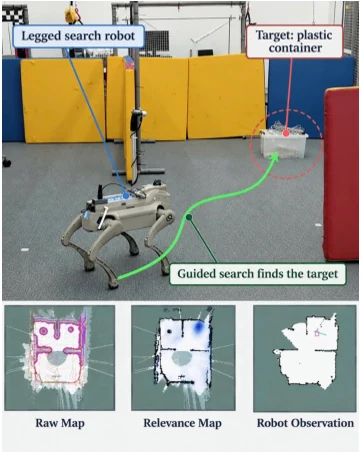 Legged search robot
Target: plastic
container
Guided search finds the target
Raw Map
Relevance Map
Robot Observation